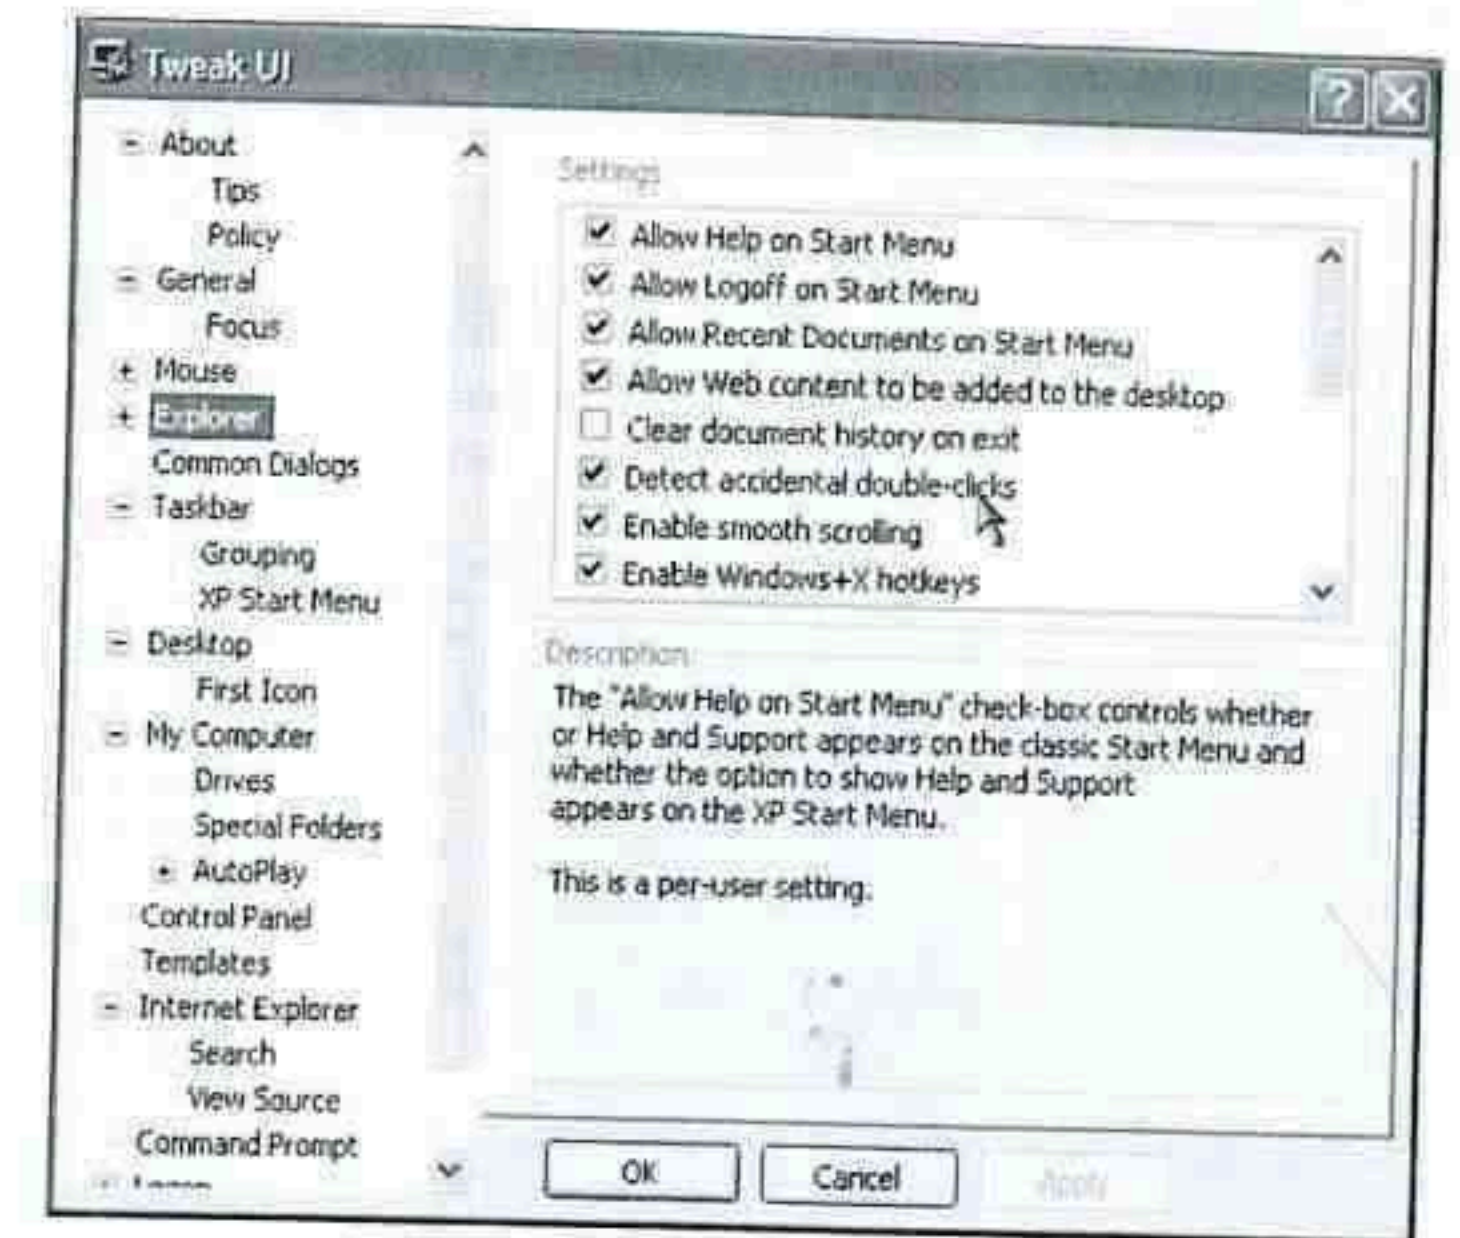 Tweak UI
About
Tips
Policy
General
Focus
Mouse
Explorer
Common Dialogs
Taskbar
Grouping
XP Start Menu
Desktop
First Icon
My Computer
Drives
Special Folders
AutoPlay
Control Panel
Templates
Internet Explorer
Search
View Source
Command Prompt
Settings
Allow Help on Start Menu
Allow Logoff on Start Menu
Allow Recent Documents on Start Menu
Allow Web content to be added to the desktop
Clear document history on exit
Detect accidental double-clicks
Enable smooth scrolling
Enable Windows+X hotkeys
Description
The "Allow Help on Start Menu" check-box controls whether
or Help and Support appears on the classic Start Menu and
whether the option to show Help and Support
appears on the XP Start Menu.
This is a per-user setting.
OK
Cancel
Apply